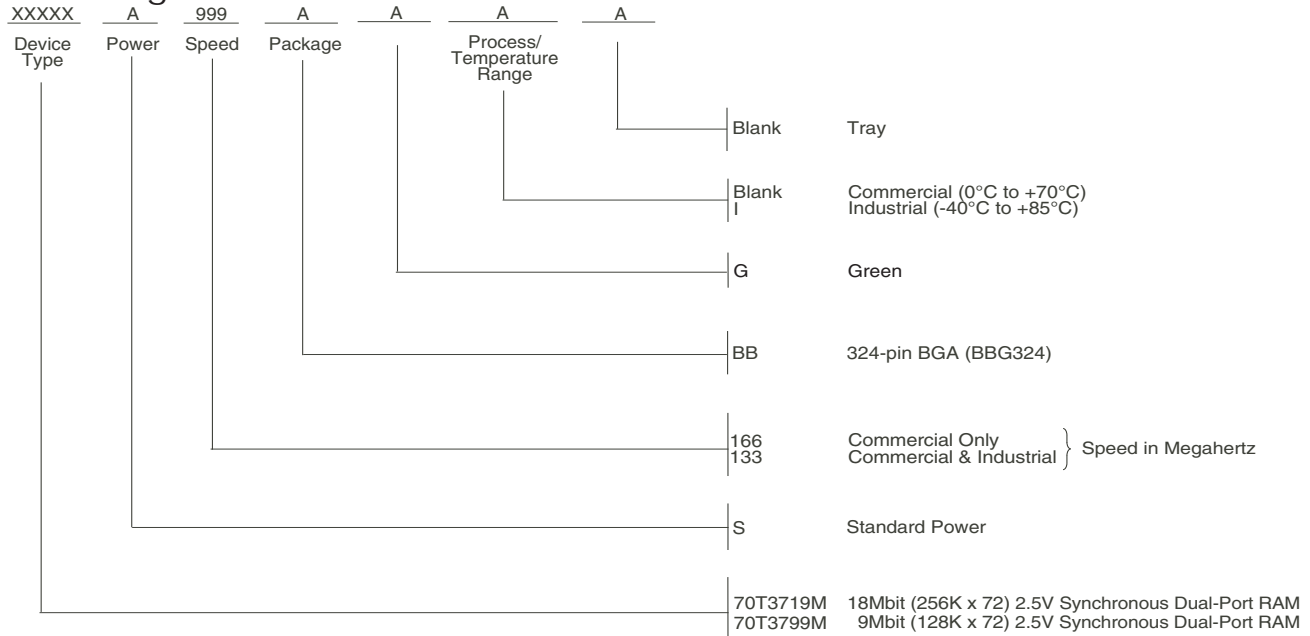 XXXXX A 999 A A A A
Device Type Power Speed Package Process/ Temperature Range
Blank Tray
Blank Commercial (0°C to +70°C)
I Industrial (-40°C to +85°C)
G Green
BB 324-pin BGA (BBG324)
166 Commercial Only
133 Commercial & Industrial
Speed in Megahertz
S Standard Power
70T3719M 18Mbit (256K x 72) 2.5V Synchronous Dual-Port RAM
70T3799M 9Mbit (128K x 72) 2.5V Synchronous Dual-Port RAM